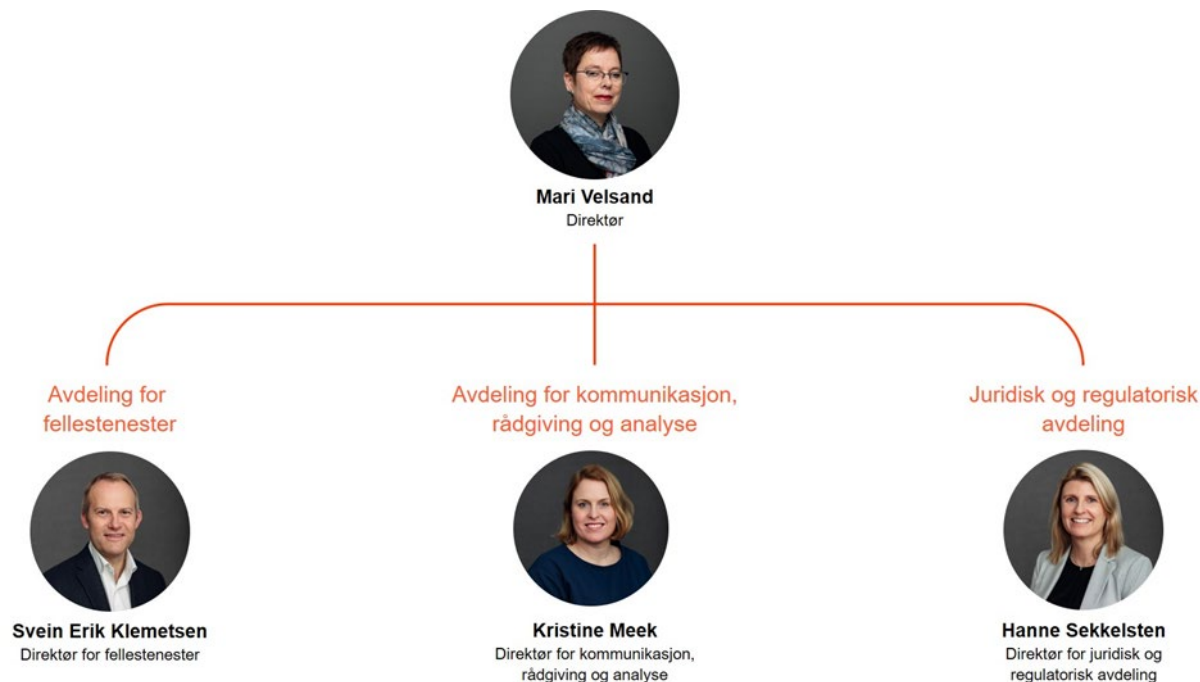 Mari Velsand
Direktør
Avdeling for
fellestenester
Avdeling for kommunikasjon,
rådgiving og analyse
Juridisk og regulatorisk
avdeling
Svein Erik Klemetsen
Direktør for fellestenester
Kristine Meek
Direktør for kommunikasjon,
rådgiving og analyse
Hanne Sekkelsten
Direktør for juridisk og
regulatorisk avdeling